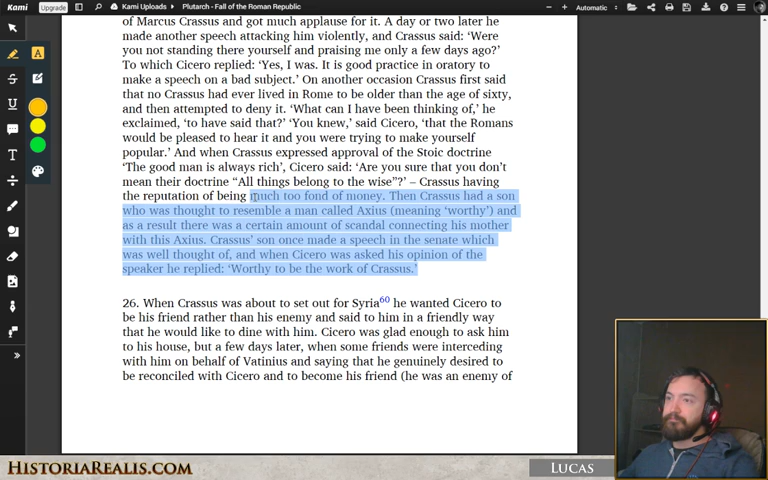 Kami
Upgrade
Kami Uploads
Plutarch - Fall of the Roman Republic
Automatic
of Marcus Crassus and got much applause for it. A day or two later he
made another speech attacking him violently, and Crassus said: ‘Were
you not standing there yourself and praising me only a few days ago?’
To which Cicero replied: ‘Yes, I was. It is good practice in oratory to
make a speech on a bad subject.’ On another occasion Crassus first said
that no Crassus had ever lived in Rome to be older than the age of sixty,
and then attempted to deny it. ‘What can I have been thinking of,’ he
exclaimed, ‘to have said that?’ ‘You knew,’ said Cicero, ‘that the Romans
would be pleased to hear it and you were trying to make yourself
popular.’ And when Crassus expressed approval of the Stoic doctrine
‘The good man is always rich’, Cicero said: ‘Are you sure that you don’t
mean their doctrine “All things belong to the wise”?’ – Crassus having
the reputation of being much too fond of money. Then Crassus had a son
who was thought to resemble a man called Axius (meaning ‘worthy’) and
as a result there was a certain amount of scandal connecting his mother
with this Axius. Crassus’ son once made a speech in the senate which
was well thought of, and when Cicero was asked his opinion of the
speaker he replied: ‘Worthy to be the work of Crassus.’
26. When Crassus was about to set out for Syria60 he wanted Cicero to
be his friend rather than his enemy and said to him in a friendly way
that he would like to dine with him. Cicero was glad enough to ask him
to his house, but a few days later, when some friends were interceding
with him on behalf of Vatinius and saying that he genuinely desired to
be reconciled with Cicero and to become his friend (he was an enemy of
HISTORIAREALIS.COM
LUCAS